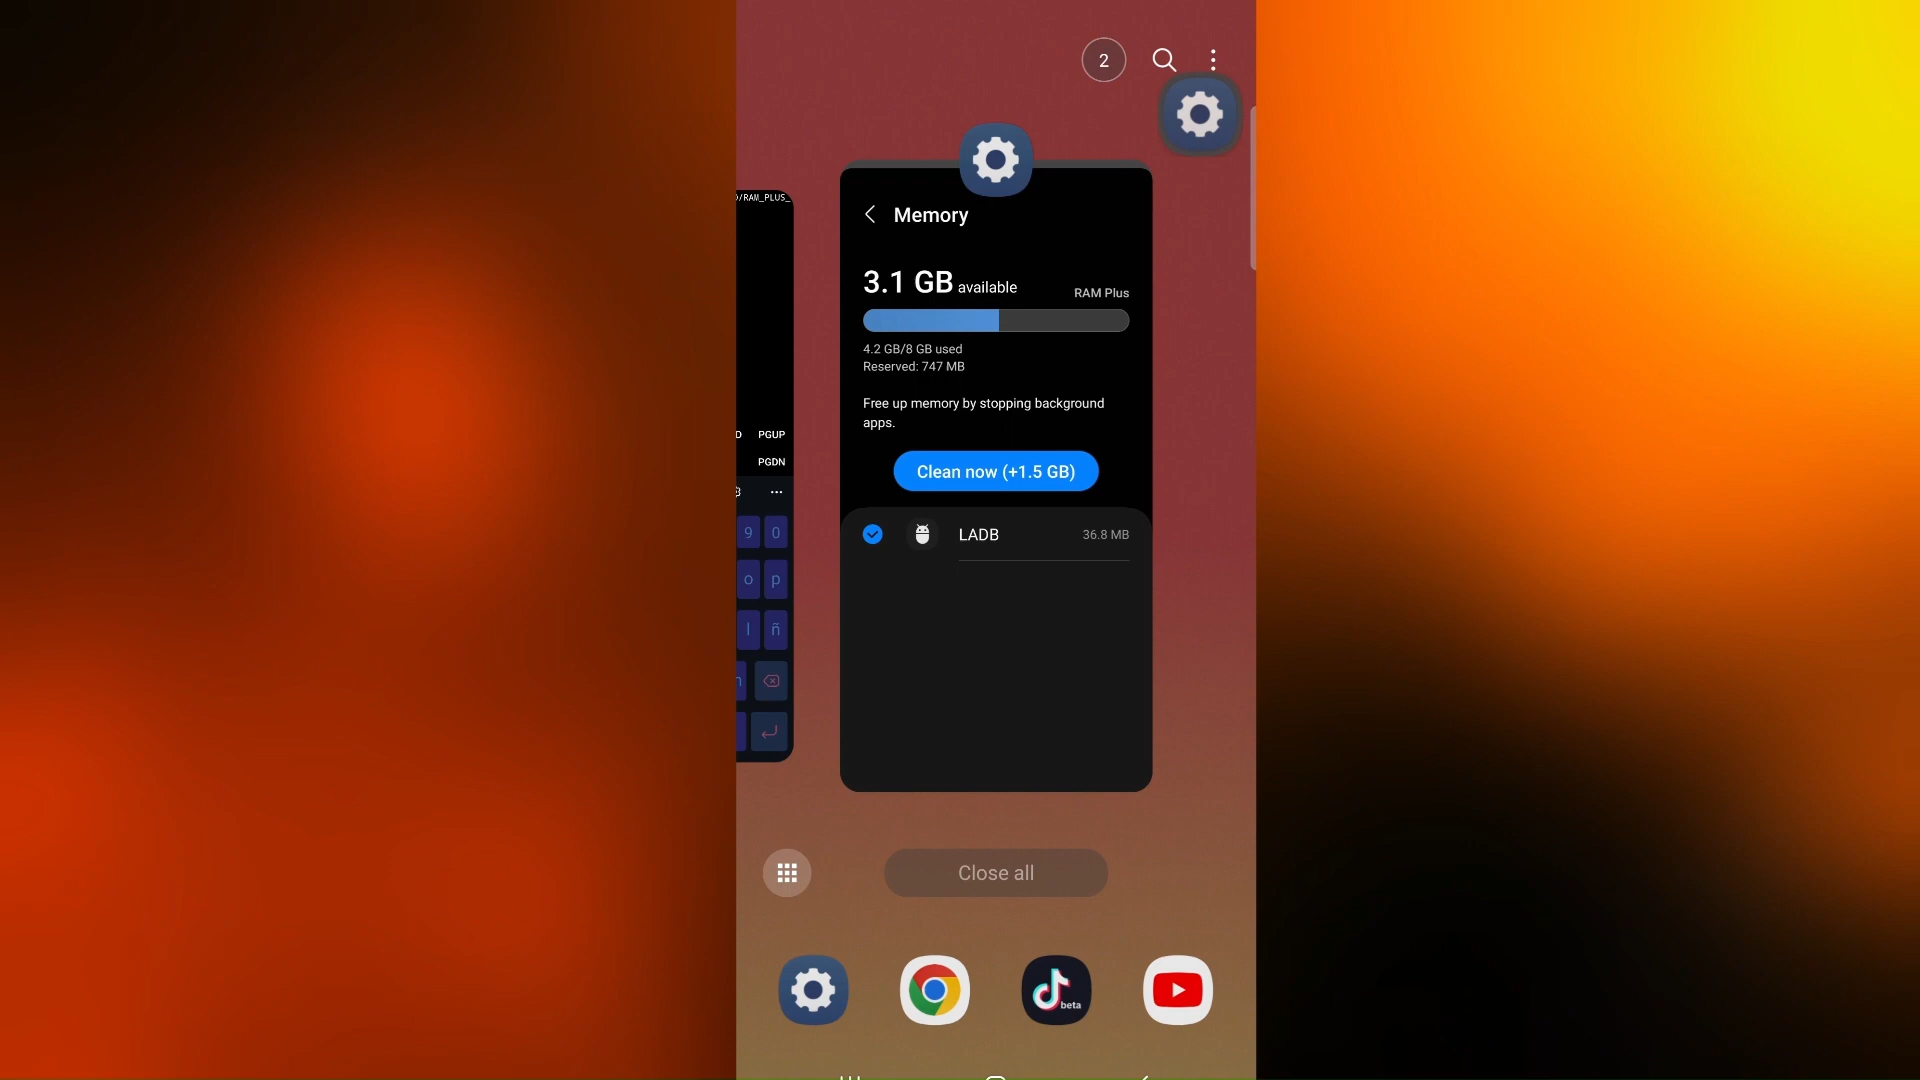 2
/RAM_PLUS_
Memory
3.1 GB available
RAM Plus
4.2 GB/8 GB used
Reserved: 747 MB
Free up memory by stopping background
apps.
Clean now (+1.5 GB)
LADB
36.8 MB
PGUP
PGDN
9 0
o p
l ñ
Close all
beta